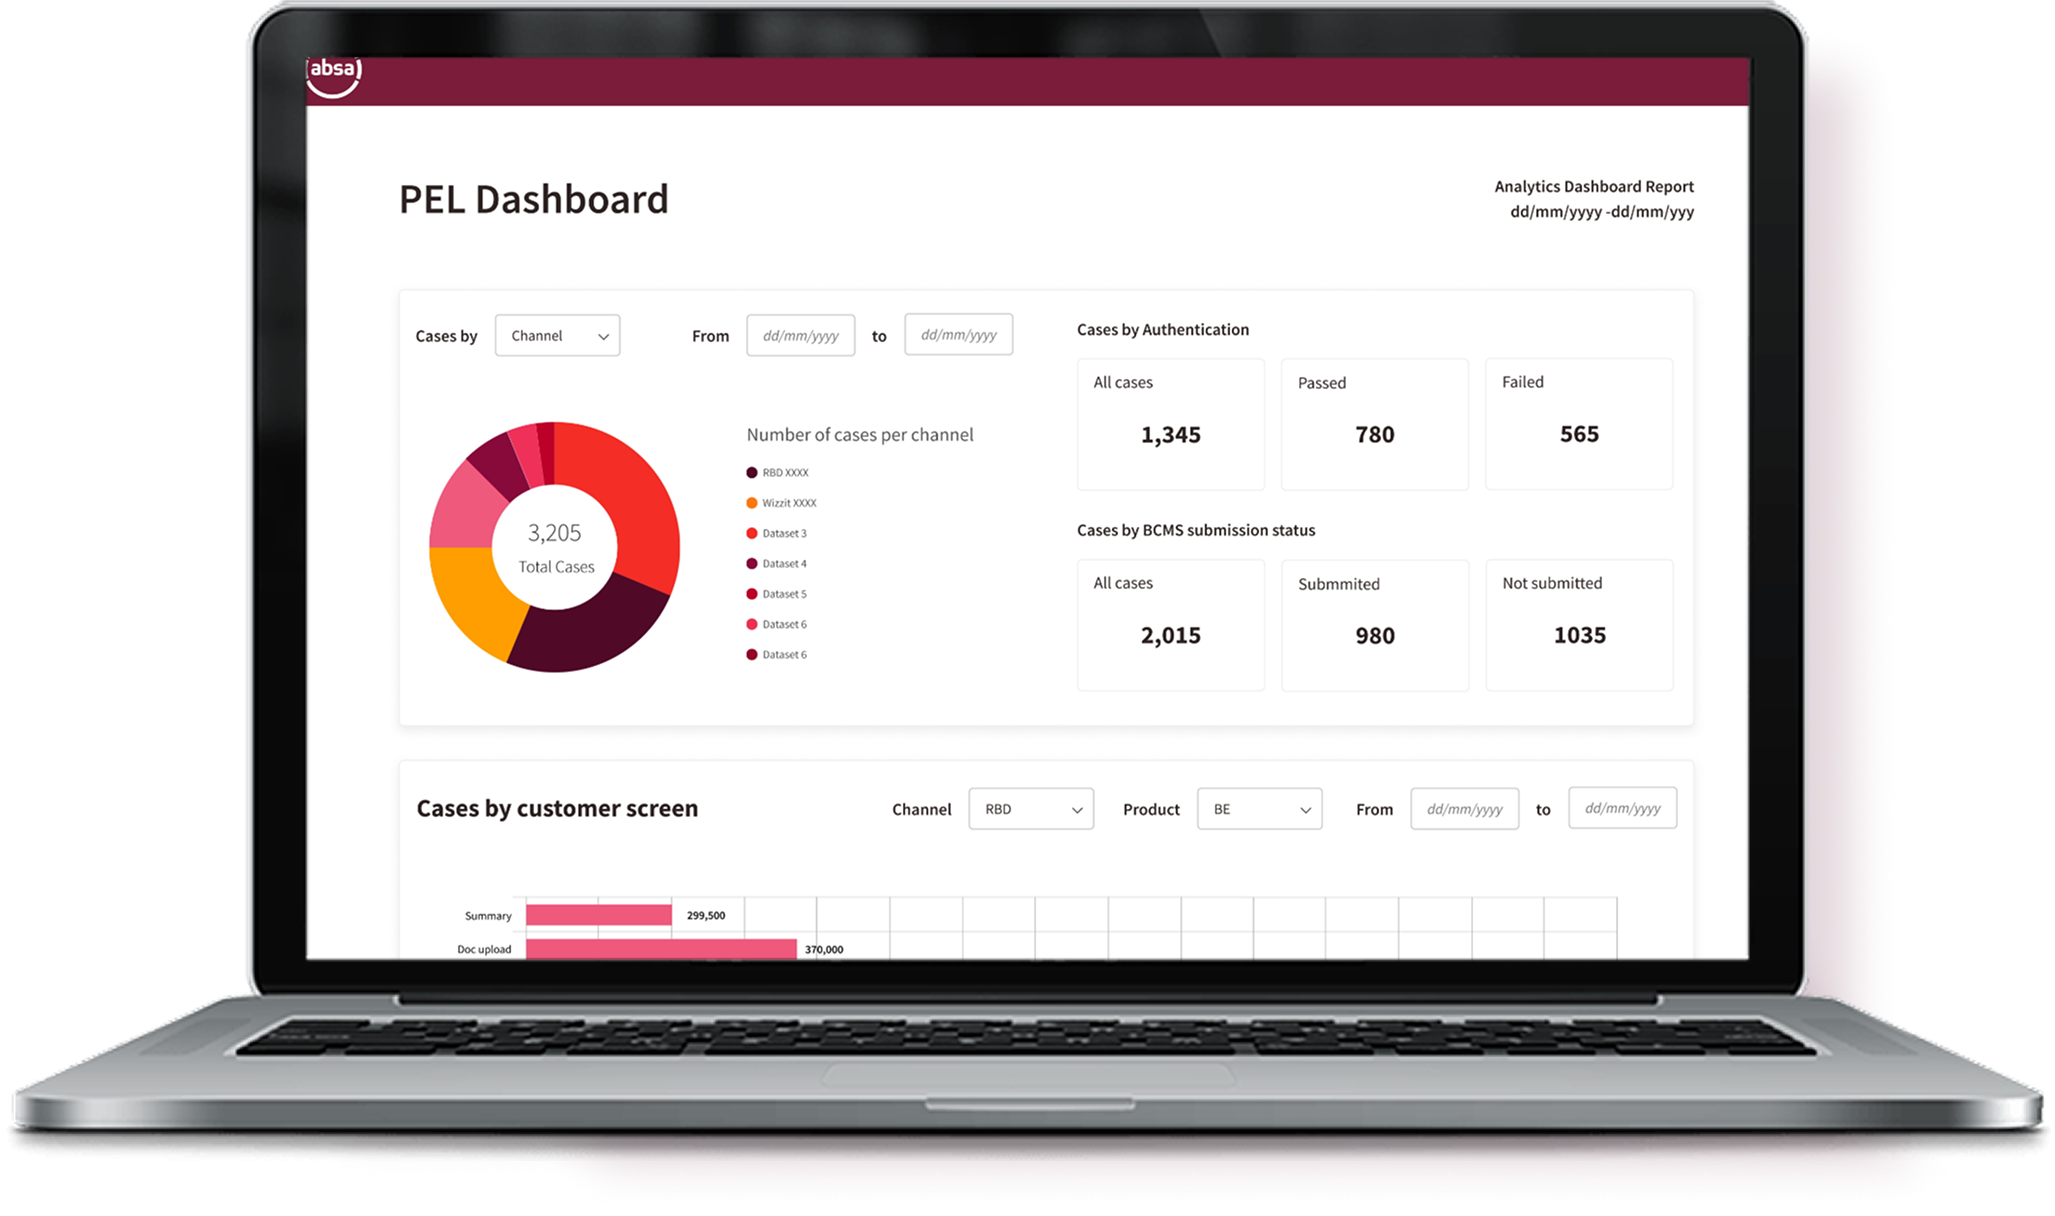 absa
PEL Dashboard
Analytics Dashboard Report
dd/mm/yyyy -dd/mm/yyy
Cases by
Channel
From
dd/mm/yyyy
to
dd/mm/yyyy
3,205
Total Cases
Number of cases per channel
RBD XXXX
Wizzit XXXX
Dataset 3
Dataset 4
Dataset 5
Dataset 6
Dataset 6
Cases by Authentication
All cases
1,345
Passed
780
Failed
565
Cases by BCMS submission status
All cases
2,015
Submmited
980
Not submitted
1035
Cases by customer screen
Channel
RBD
Product
BE
From
dd/mm/yyyy
to
dd/mm/yyyy
Summary
299,500
Doc upload
370,000